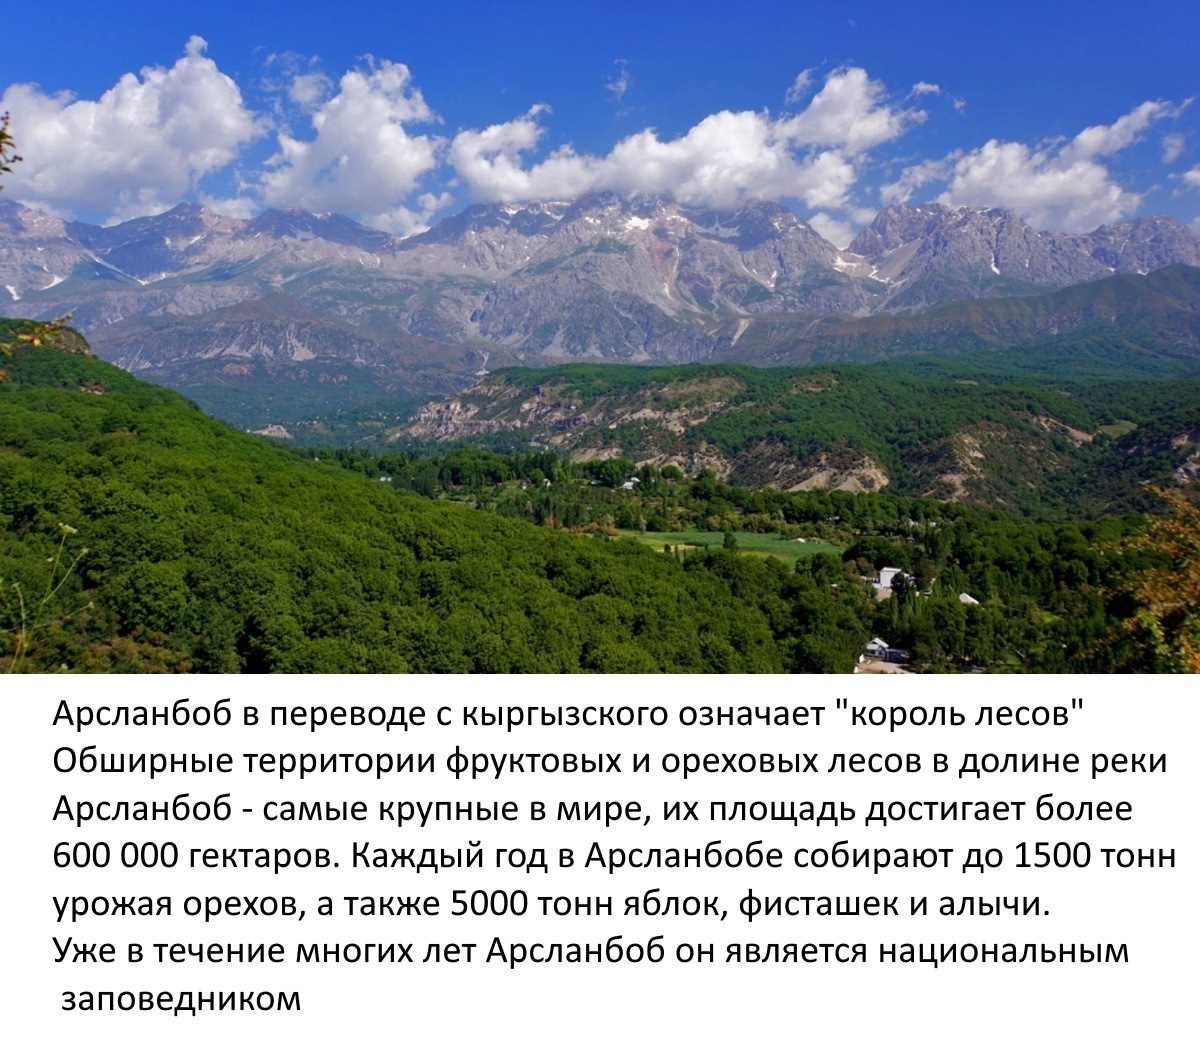 Арсланбоб в переводе с кыргызского означает "король лесов"
Обширные территории фруктовых и ореховых лесов в долине реки
Арсланбоб - самые крупные в мире, их площадь достигает более
600 000 гектаров. Каждый год в Арсланбобе собирают до 1500 тонн
урожая орехов, а также 5000 тонн яблок, фисташек и алычи.
Уже в течение многих лет Арсланбоб он является национальным
заповедником